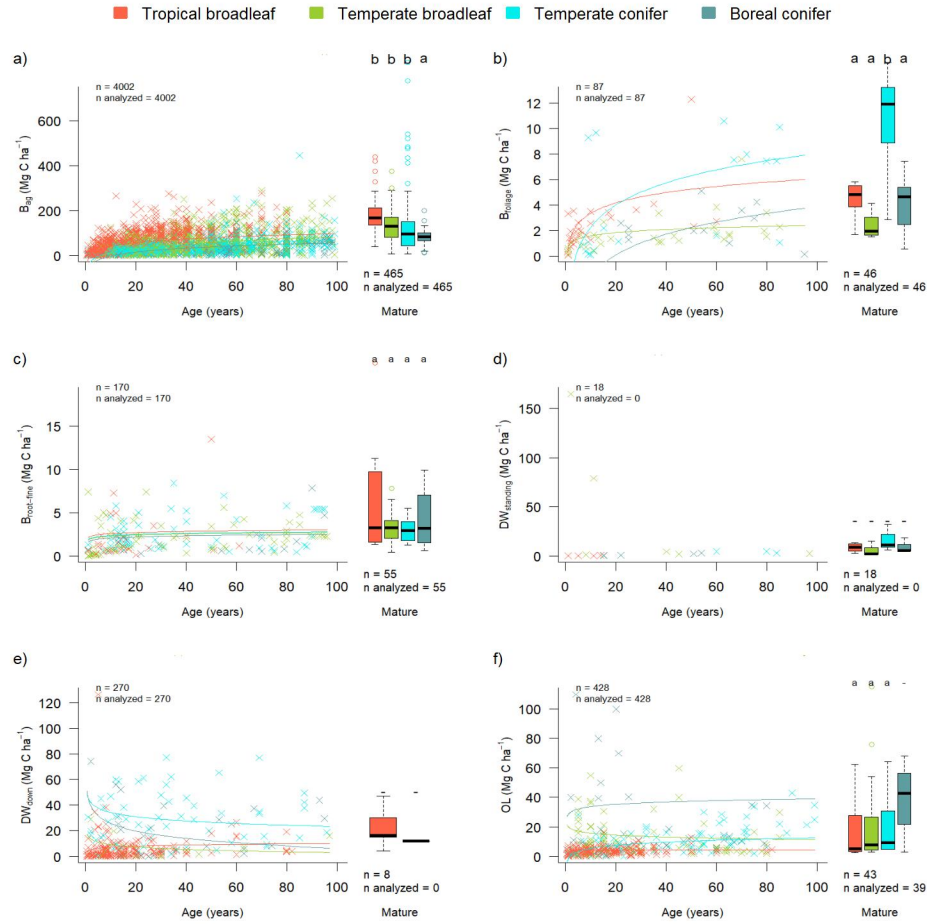 Tropical broadleaf Temperate broadleaf Temperate conifer Boreal conifer
a)
b b b a
n = 4002
n analyzed = 4002
600
400
200
0
Bag (Mg C ha−1)
0 20 40 60 80 100
Age (years)
n = 465
n analyzed = 465
Mature
b)
a a b a
n = 87
n analyzed = 87
12
10
8
6
4
2
0
Bfoliage (Mg C ha−1)
0 20 40 60 80 100
Age (years)
n = 46
n analyzed = 46
Mature
c)
a a a a
n = 170
n analyzed = 170
15
10
5
0
Broot−fine (Mg C ha−1)
0 20 40 60 80 100
Age (years)
n = 55
n analyzed = 55
Mature
d)
n = 18
n analyzed = 0
150
100
50
0
DWstanding (Mg C ha−1)
- - - -
0 20 40 60 80 100
Age (years)
n = 18
n analyzed = 0
Mature
e)
n = 270
n analyzed = 270
120
100
80
60
40
20
0
DWdown (Mg C ha−1)
- -
0 20 40 60 80 100
Age (years)
n = 8
n analyzed = 0
Mature
f)
a a a -
n = 428
n analyzed = 428
100
80
60
40
20
0
OL (Mg C ha−1)
0 20 40 60 80 100
Age (years)
n = 43
n analyzed = 39
Mature